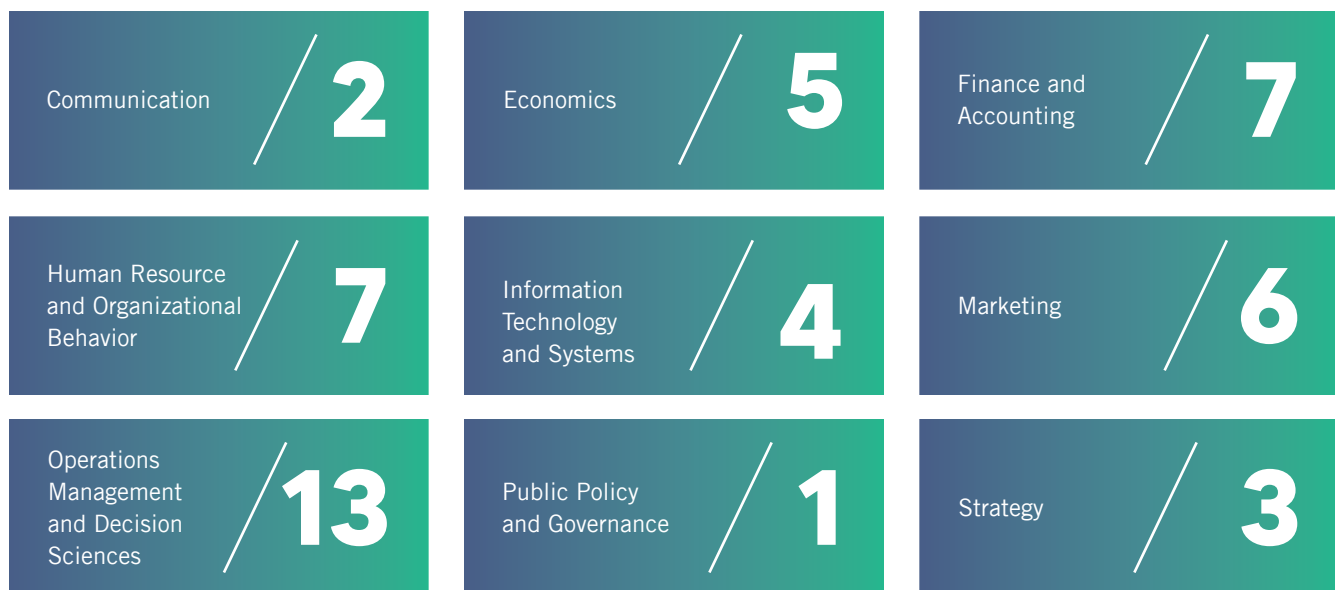 Communication
2
Economics
5
Finance and
Accounting
7
Human Resource
and Organizational
Behavior
7
Information
Technology
and Systems
4
Marketing
6
Operations
Management
and Decision
Sciences
13
Public Policy
and Governance
1
Strategy
3